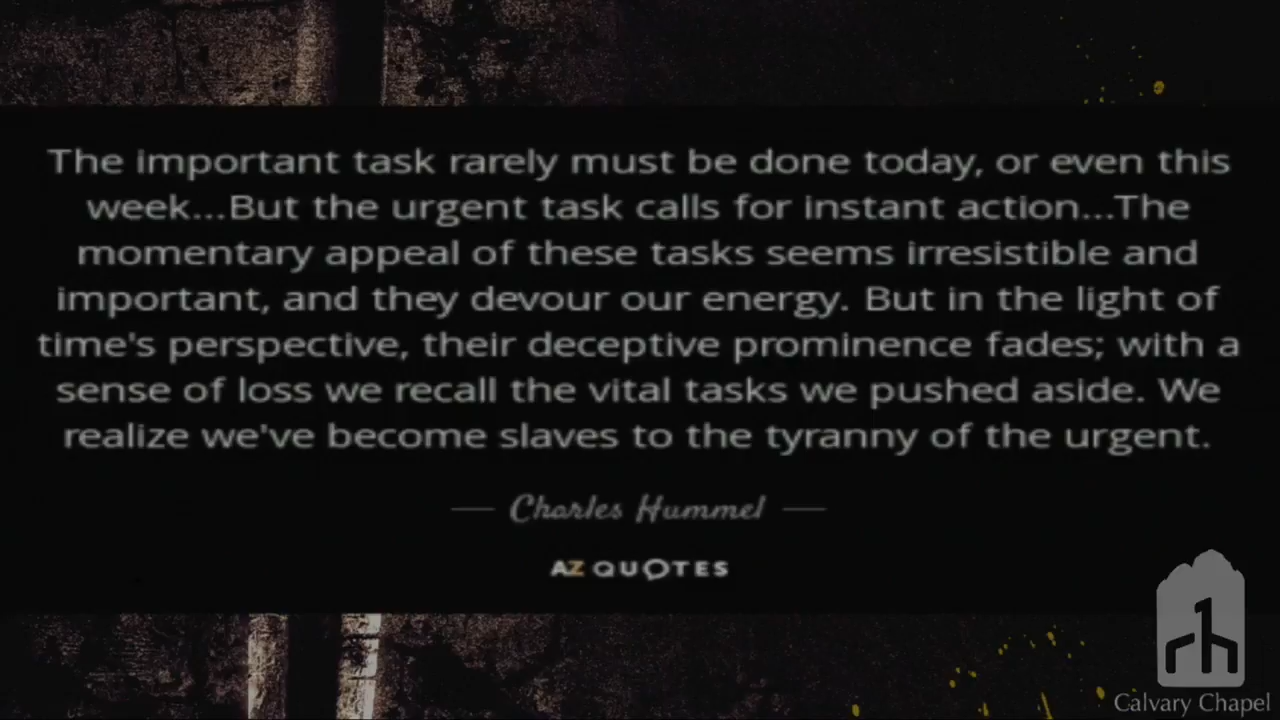 The important task rarely must be done today, or even this
week...But the urgent task calls for instant action...The
momentary appeal of these tasks seems irresistible and
important, and they devour our energy. But in the light of
time's perspective, their deceptive prominence fades; with a
sense of loss we recall the vital tasks we pushed aside. We
realize we've become slaves to the tyranny of the urgent.
Charles Hummel
AZ QUOTES
Calvary Chapel